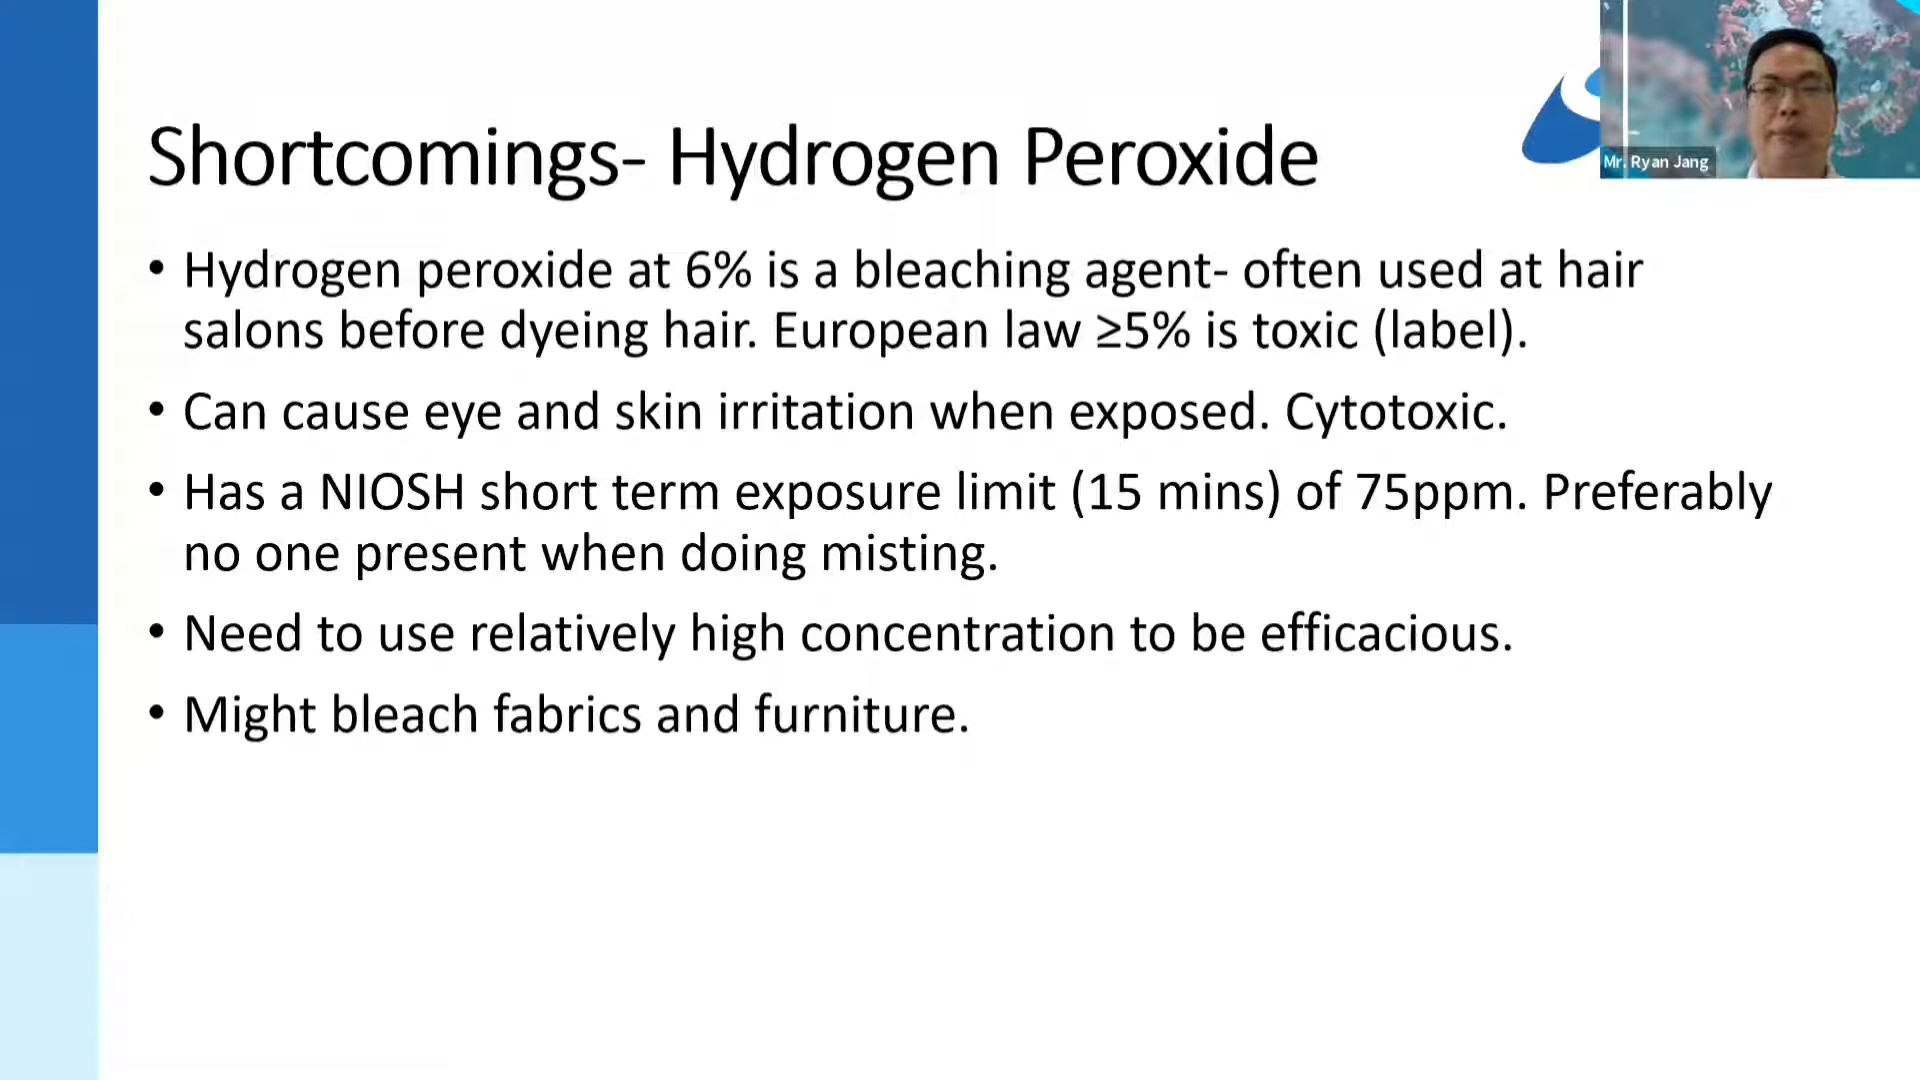 Shortcomings- Hydrogen Peroxide
Mr. Ryan Jang
• Hydrogen peroxide at 6% is a bleaching agent- often used at hair
salons before dyeing hair. European law ≥5% is toxic (label).
• Can cause eye and skin irritation when exposed. Cytotoxic.
• Has a NIOSH short term exposure limit (15 mins) of 75ppm. Preferably
no one present when doing misting.
• Need to use relatively high concentration to be efficacious.
• Might bleach fabrics and furniture.